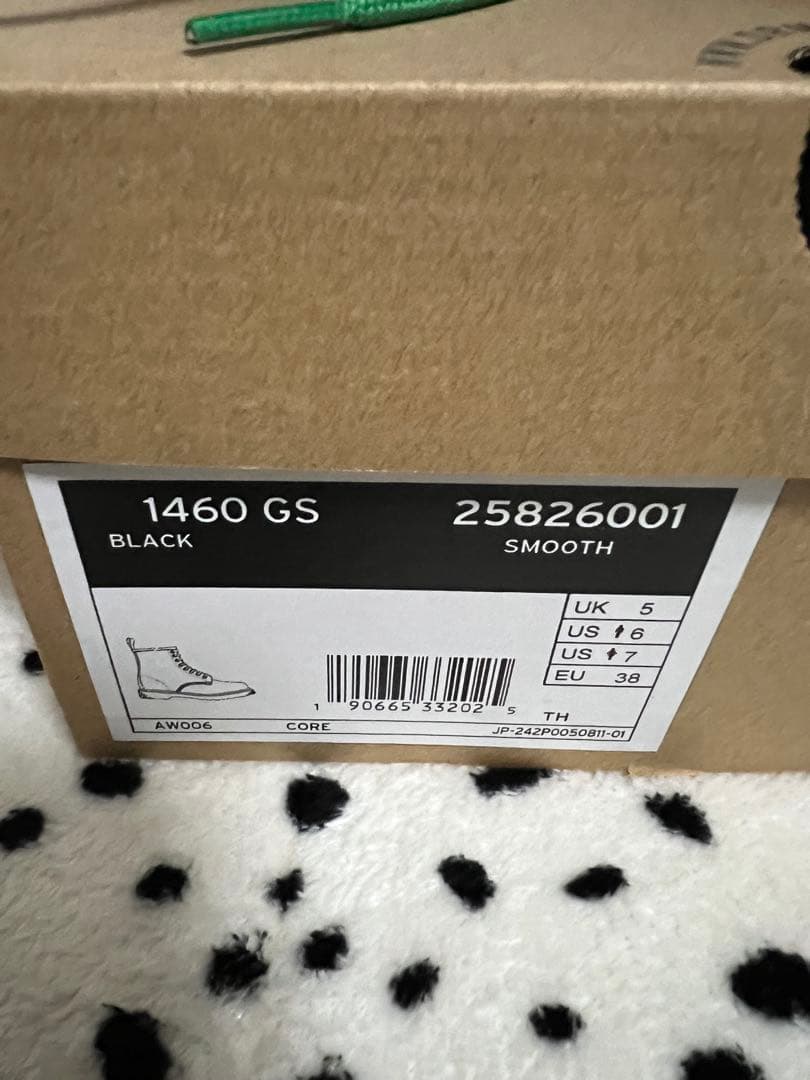 1460 GS 25826001
BLACK SMOOTH
UK 5
US 6
US 7
EU 38
1 90665 33202 5
TH
AW006 CORE JP-242P0050811-01